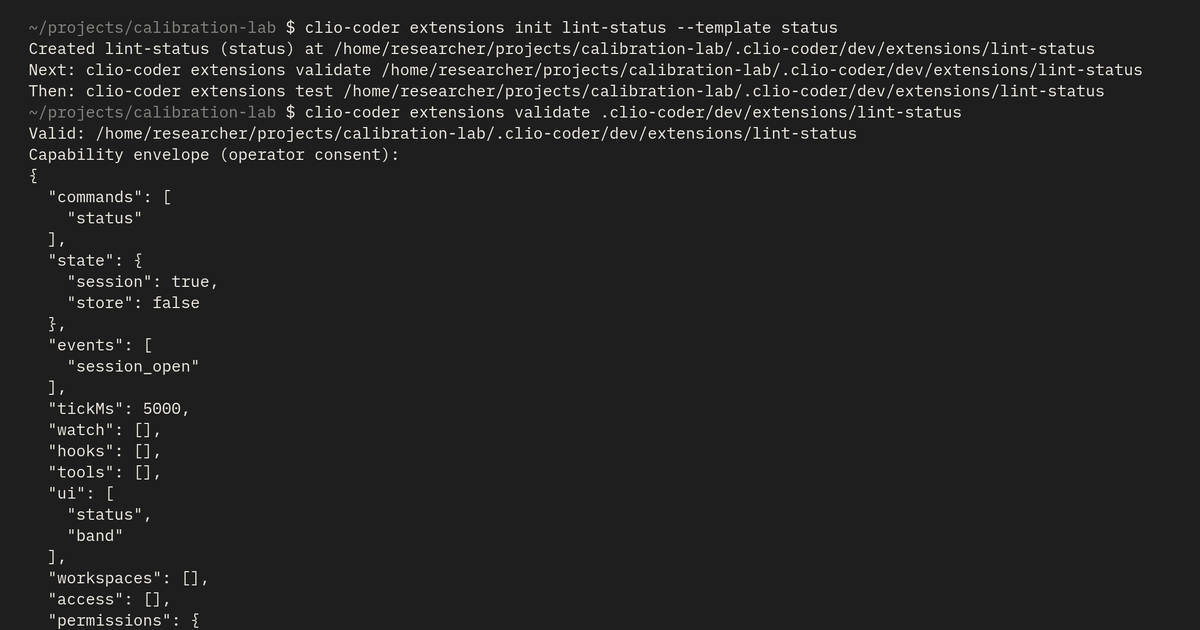 ~/projects/calibration-lab $ clio-coder extensions init lint-status --template status
Created lint-status (status) at /home/researcher/projects/calibration-lab/.clio-coder/dev/extensions/lint-status
Next: clio-coder extensions validate /home/researcher/projects/calibration-lab/.clio-coder/dev/extensions/lint-status
Then: clio-coder extensions test /home/researcher/projects/calibration-lab/.clio-coder/dev/extensions/lint-status
~/projects/calibration-lab $ clio-coder extensions validate .clio-coder/dev/extensions/lint-status
Valid: /home/researcher/projects/calibration-lab/.clio-coder/dev/extensions/lint-status
Capability envelope (operator consent):
{
  "commands": [
    "status"
  ],
  "state": {
    "session": true,
    "store": false
  },
  "events": [
    "session_open"
  ],
  "tickMs": 5000,
  "watch": [],
  "hooks": [],
  "tools": [],
  "ui": [
    "status",
    "band"
  ],
  "workspaces": [],
  "access": [],
  "permissions": {